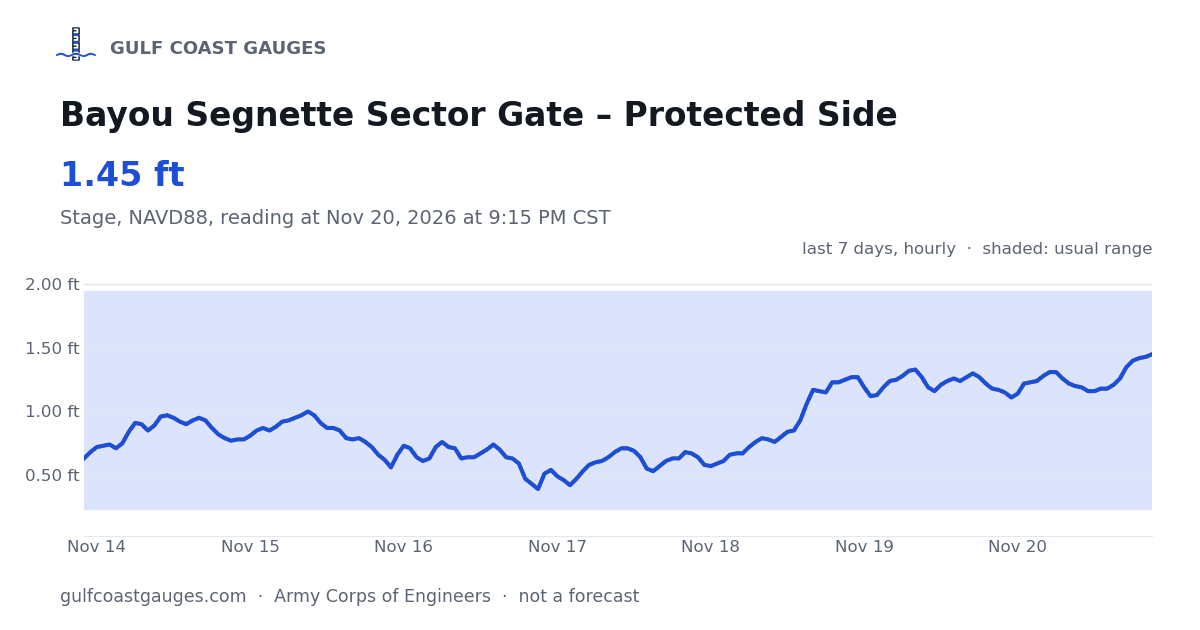 GULF COAST GAUGES
Bayou Segnette Sector Gate – Protected Side
1.45 ft
Stage, NAVD88, reading at Nov 20, 2026 at 9:15 PM CST
last 7 days, hourly · shaded: usual range
2.00 ft
1.50 ft
1.00 ft
0.50 ft
Nov 14 Nov 15 Nov 16 Nov 17 Nov 18 Nov 19 Nov 20
gulfcoastgauges.com · Army Corps of Engineers · not a forecast